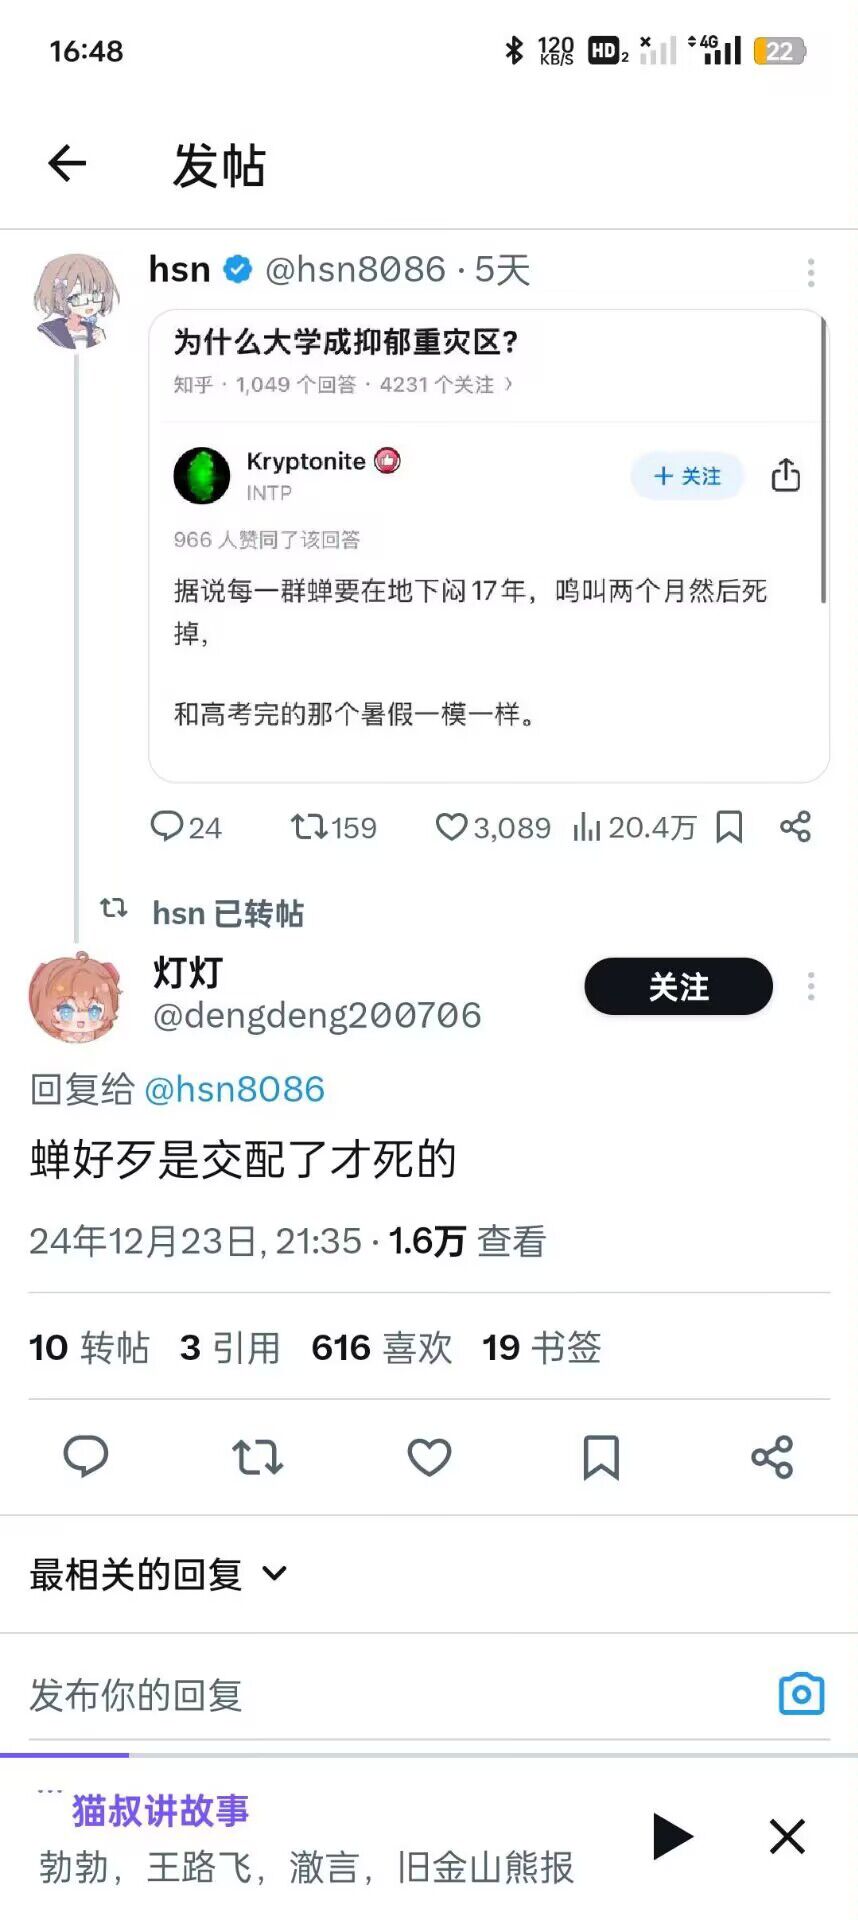 16:48
120 KB/S HD 2 4G 22
发帖
hsn @hsn8086 · 5天
为什么大学成抑郁重灾区?
知乎 · 1,049 个回答 · 4231 个关注 〉
Kryptonite
INTP
+ 关注
966 人赞同了该回答
据说每一群蝉要在地下闷17年，鸣叫两个月然后死
掉，
和高考完的那个暑假一模一样。
24 159 3,089 20.4万
hsn 已转帖
灯灯
@dengdeng200706
关注
回复给 @hsn8086
蝉好歹是交配了才死的
24年12月23日, 21:35 · 1.6万 查看
10 转帖 3 引用 616 喜欢 19 书签
最相关的回复
发布你的回复
猫叔讲故事
勃勃，王路飞，澈言，旧金山熊报